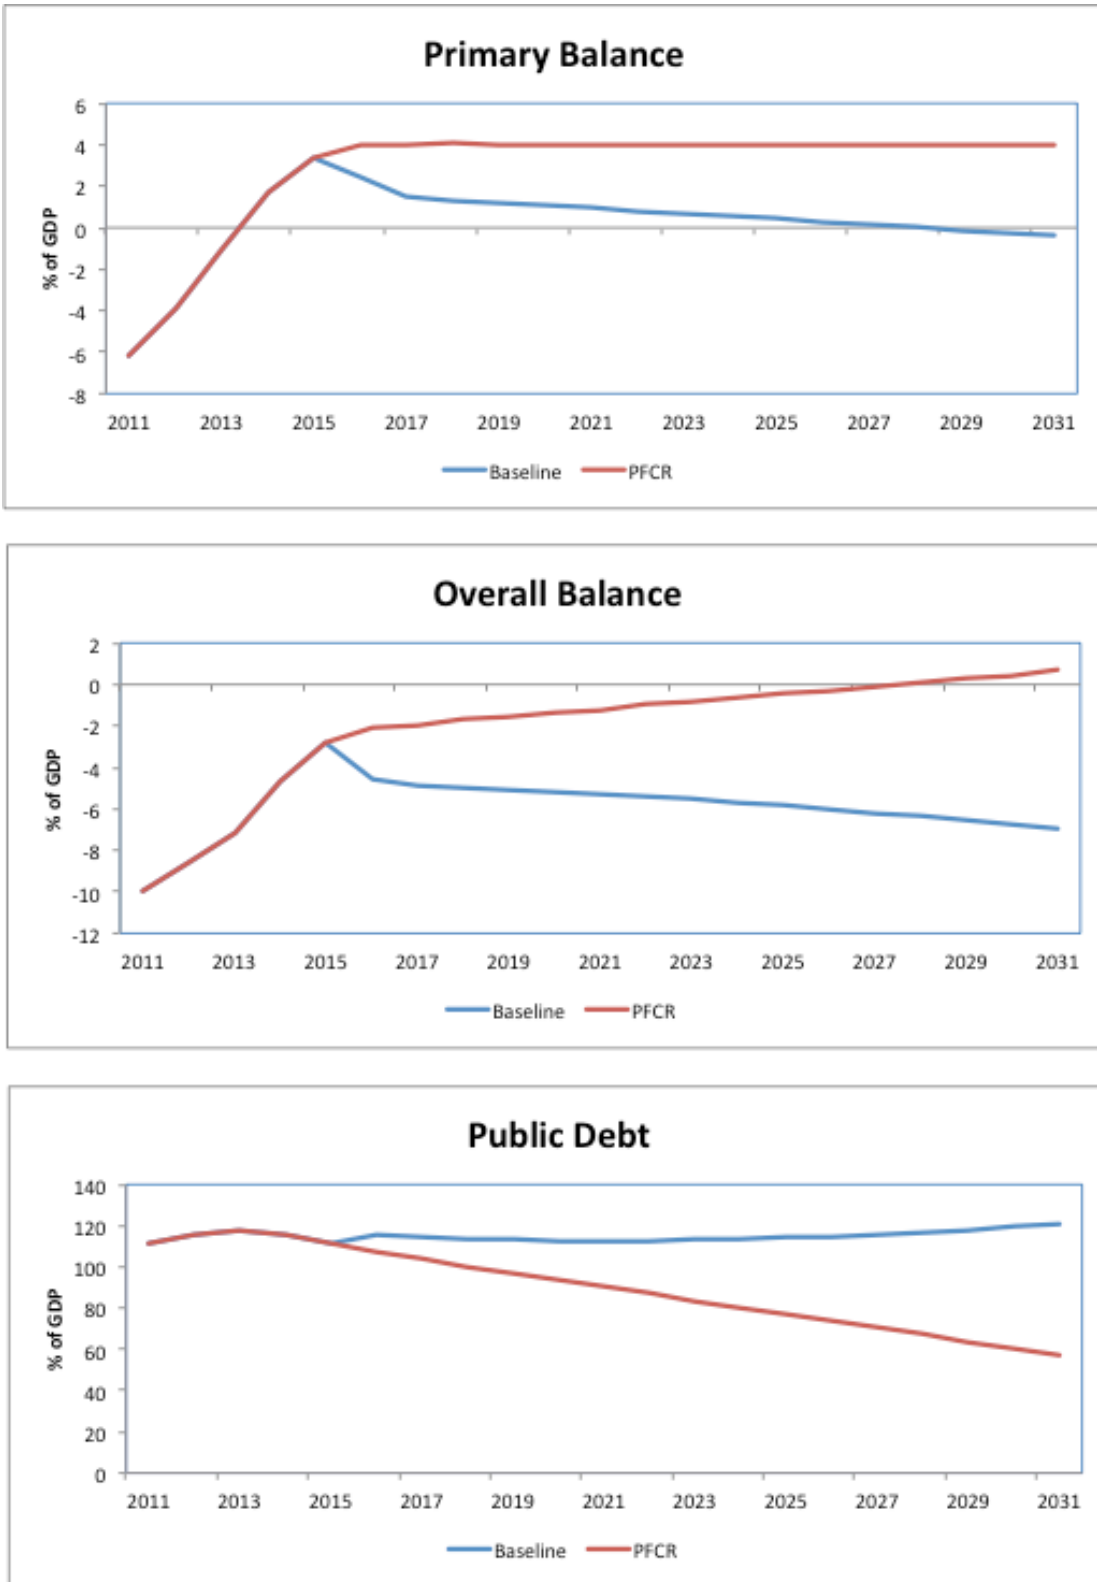 Primary Balance
6
4
2
0
-2
-4
-6
-8
% of GDP
2011 2013 2015 2017 2019 2021 2023 2025 2027 2029 2031
Baseline PFCR
Overall Balance
2
0
-2
-4
-6
-8
-10
-12
% of GDP
2011 2013 2015 2017 2019 2021 2023 2025 2027 2029 2031
Baseline PFCR
Public Debt
140
120
100
80
60
40
20
0
% of GDP
2011 2013 2015 2017 2019 2021 2023 2025 2027 2029 2031
Baseline PFCR